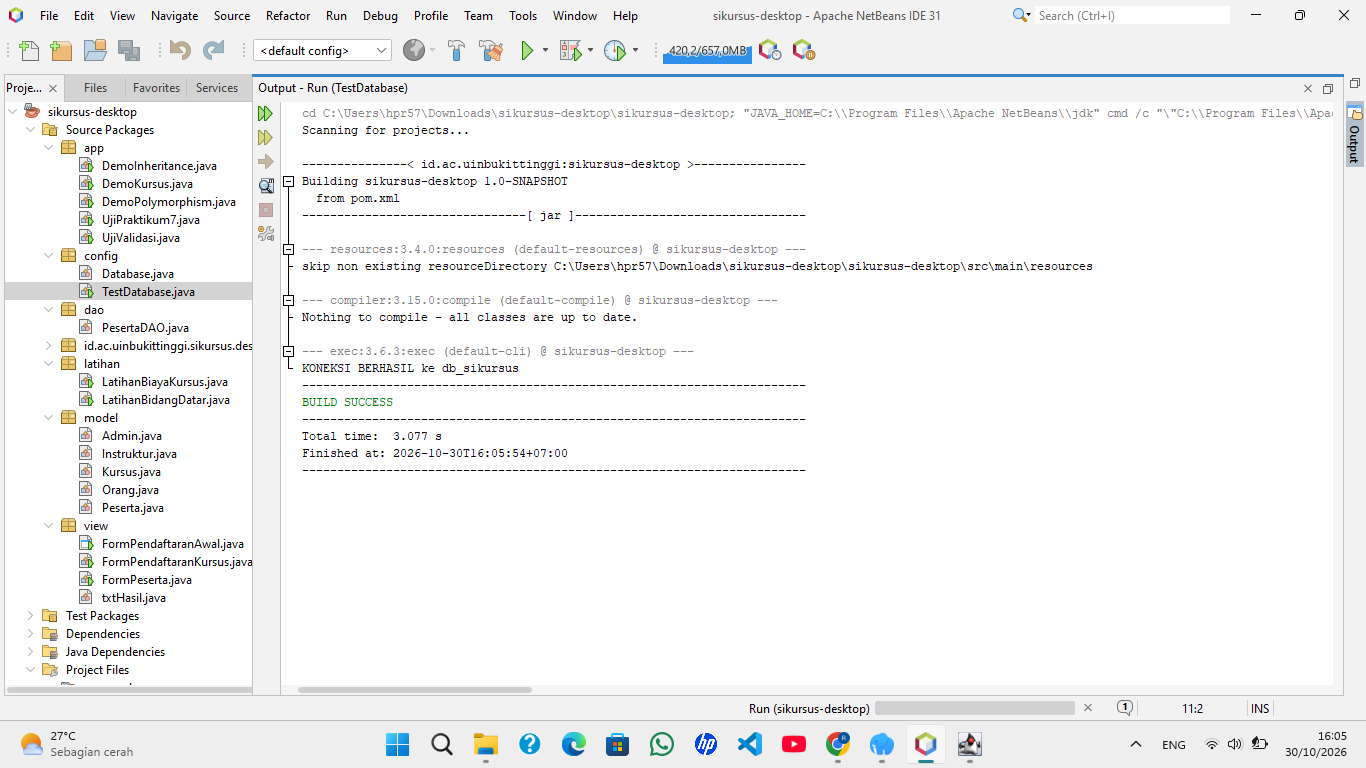 File Edit View Navigate Source Refactor Run Debug Profile Team Tools Window Help
sikursus-desktop - Apache NetBeans IDE 31
Search (Ctrl+I)
<default config>
420,2/657,0MB
Proje... Files Favorites Services
sikursus-desktop
Source Packages
app
DemoInheritance.java
DemoKursus.java
DemoPolymorphism.java
UjiPraktikum7.java
UjiValidasi.java
config
Database.java
TestDatabase.java
dao
PesertaDAO.java
id.ac.uinbukittinggi.sikursus.des
latihan
LatihanBiayaKursus.java
LatihanBidangDatar.java
model
Admin.java
Instruktur.java
Kursus.java
Orang.java
Peserta.java
view
FormPendaftaranAwal.java
FormPendaftaranKursus.java
FormPeserta.java
txtHasil.java
Test Packages
Dependencies
Java Dependencies
Project Files
Output - Run (TestDatabase)
cd C:\Users\hpr57\Downloads\sikursus-desktop\sikursus-desktop; "JAVA_HOME=C:\\Program Files\\Apache NetBeans\\jdk" cmd /c "\"C:\\Program Files\\Apa
Scanning for projects...
---------------< id.ac.uinbukittinggi:sikursus-desktop >----------------
Building sikursus-desktop 1.0-SNAPSHOT
from pom.xml
--------------------------------[ jar ]---------------------------------
--- resources:3.4.0:resources (default-resources) @ sikursus-desktop ---
skip non existing resourceDirectory C:\Users\hpr57\Downloads\sikursus-desktop\sikursus-desktop\src\main\resources
--- compiler:3.15.0:compile (default-compile) @ sikursus-desktop ---
Nothing to compile - all classes are up to date.
--- exec:3.6.3:exec (default-cli) @ sikursus-desktop ---
KONEKSI BERHASIL ke db_sikursus
------------------------------------------------------------------------
BUILD SUCCESS
------------------------------------------------------------------------
Total time:  3.077 s
Finished at: 2026-10-30T16:05:54+07:00
------------------------------------------------------------------------
Output
Run (sikursus-desktop)
1
11:2
INS
27°C
Sebagian cerah
ENG
16:05
30/10/2026